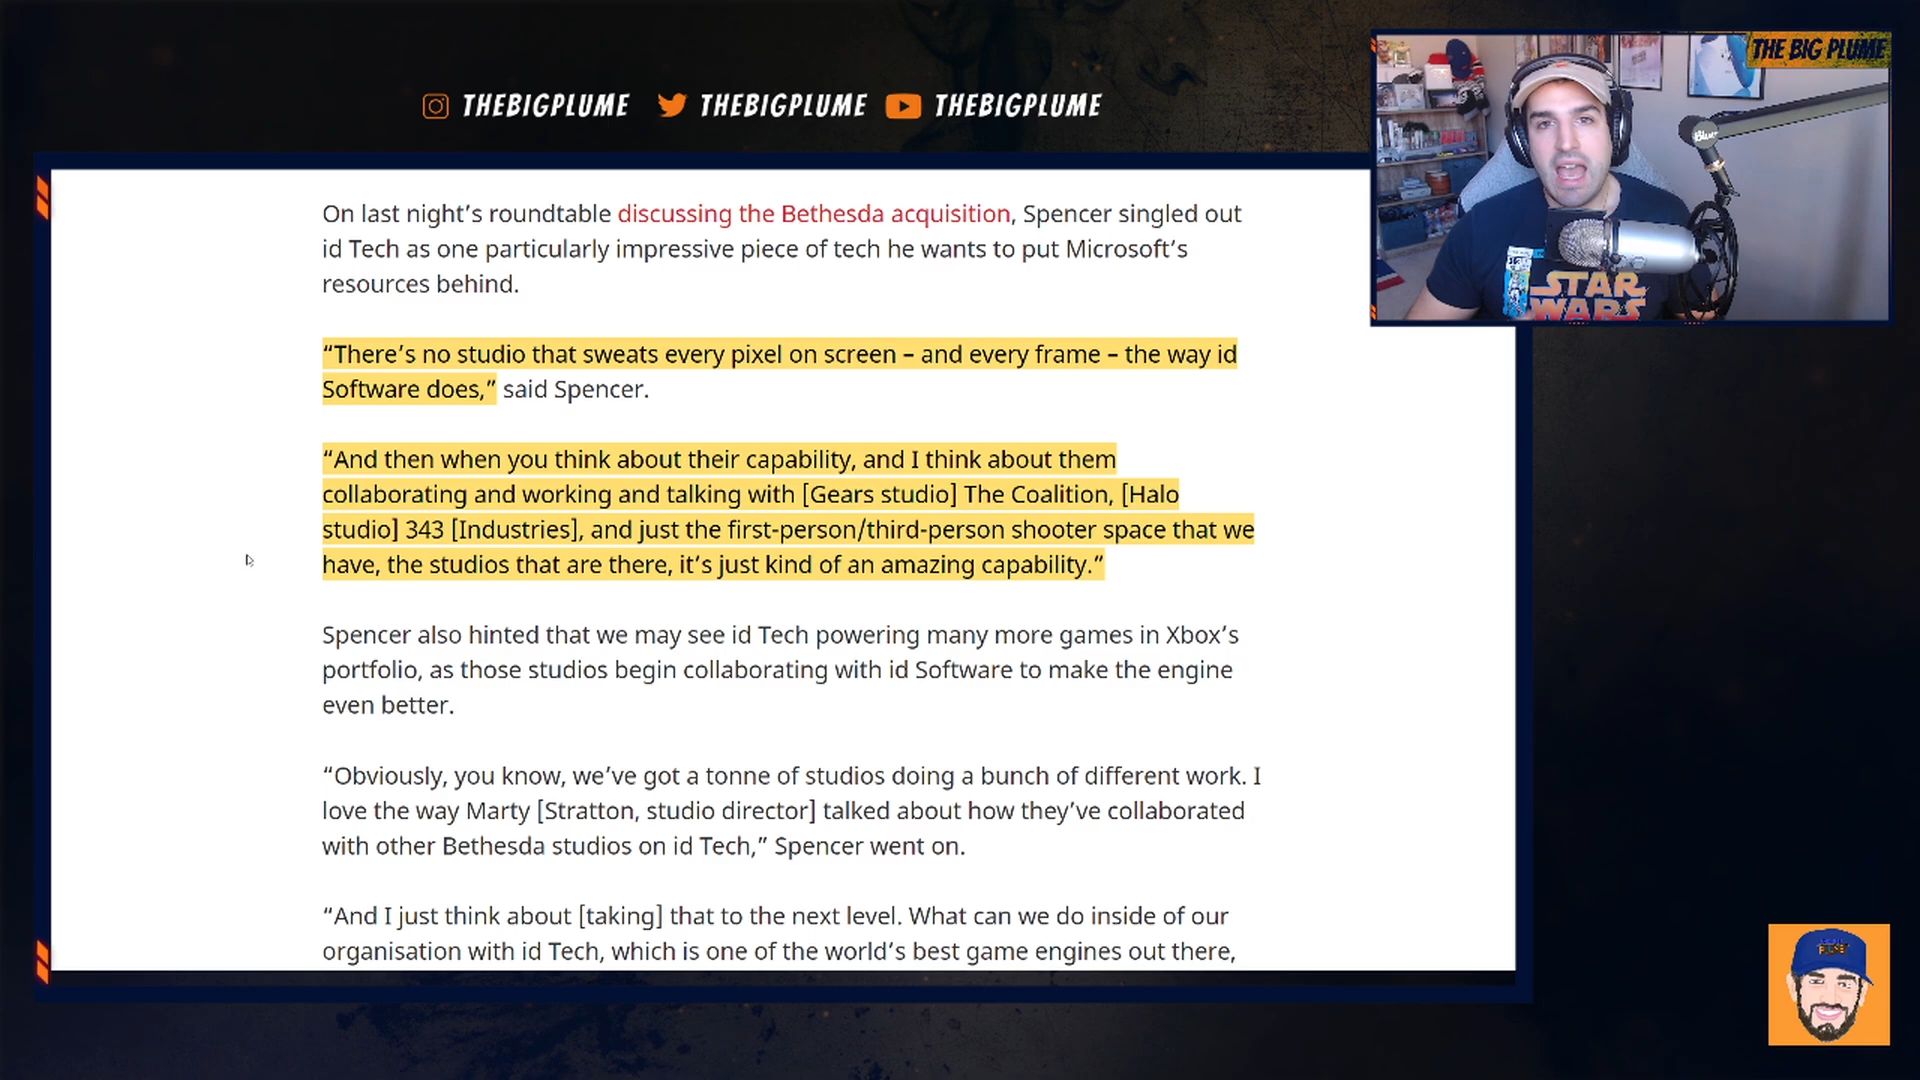 THE BIG PLUME
THEBIGPLUME THEBIGPLUME THEBIGPLUME
Blue
STAR
WARS
On last night’s roundtable discussing the Bethesda acquisition, Spencer singled out
id Tech as one particularly impressive piece of tech he wants to put Microsoft’s
resources behind.
“There’s no studio that sweats every pixel on screen – and every frame – the way id
Software does,” said Spencer.
“And then when you think about their capability, and I think about them
collaborating and working and talking with [Gears studio] The Coalition, [Halo
studio] 343 [Industries], and just the first-person/third-person shooter space that we
have, the studios that are there, it’s just kind of an amazing capability.”
Spencer also hinted that we may see id Tech powering many more games in Xbox’s
portfolio, as those studios begin collaborating with id Software to make the engine
even better.
“Obviously, you know, we’ve got a tonne of studios doing a bunch of different work. I
love the way Marty [Stratton, studio director] talked about how they’ve collaborated
with other Bethesda studios on id Tech,” Spencer went on.
“And I just think about [taking] that to the next level. What can we do inside of our
organisation with id Tech, which is one of the world’s best game engines out there,